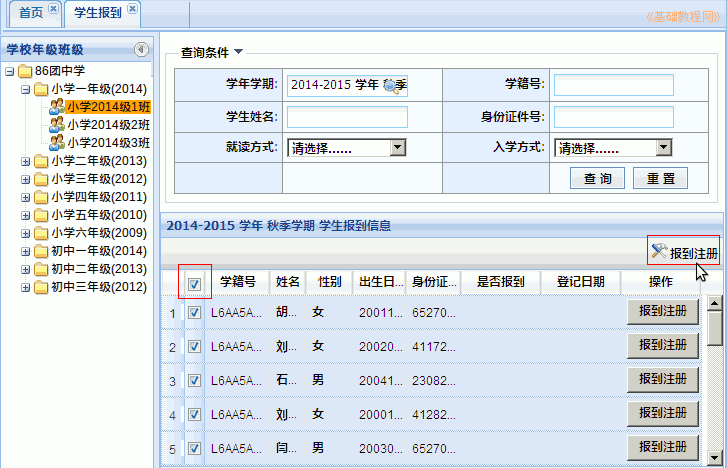 首页 学生报到
《基础教程网》
学校年级班级
86团中学
小学一年级(2014)
小学2014级1班
小学2014级2班
小学2014级3班
小学二年级(2013)
小学三年级(2012)
小学四年级(2011)
小学五年级(2010)
小学六年级(2009)
初中一年级(2014)
初中二年级(2013)
初中三年级(2012)
查询条件
学年学期: 2014-2015 学年 秋季 学籍号:
学生姓名: 身份证件号:
就读方式: 请选择...... 入学方式: 请选择......
查 询 重 置
2014-2015 学年 秋季学期 学生报到信息
报到注册
学籍号 姓名 性别 出生日... 身份证... 是否报到 登记日期 操作
1 L6AA5A... 胡... 女 20011... 65270... 报到注册
2 L6AA5A... 刘... 女 20020... 41172... 报到注册
3 L6AA5A... 石... 男 20041... 23082... 报到注册
4 L6AA5A... 刘... 女 20001... 41282... 报到注册
5 L6AA5A... 闫... 男 20030... 65270... 报到注册